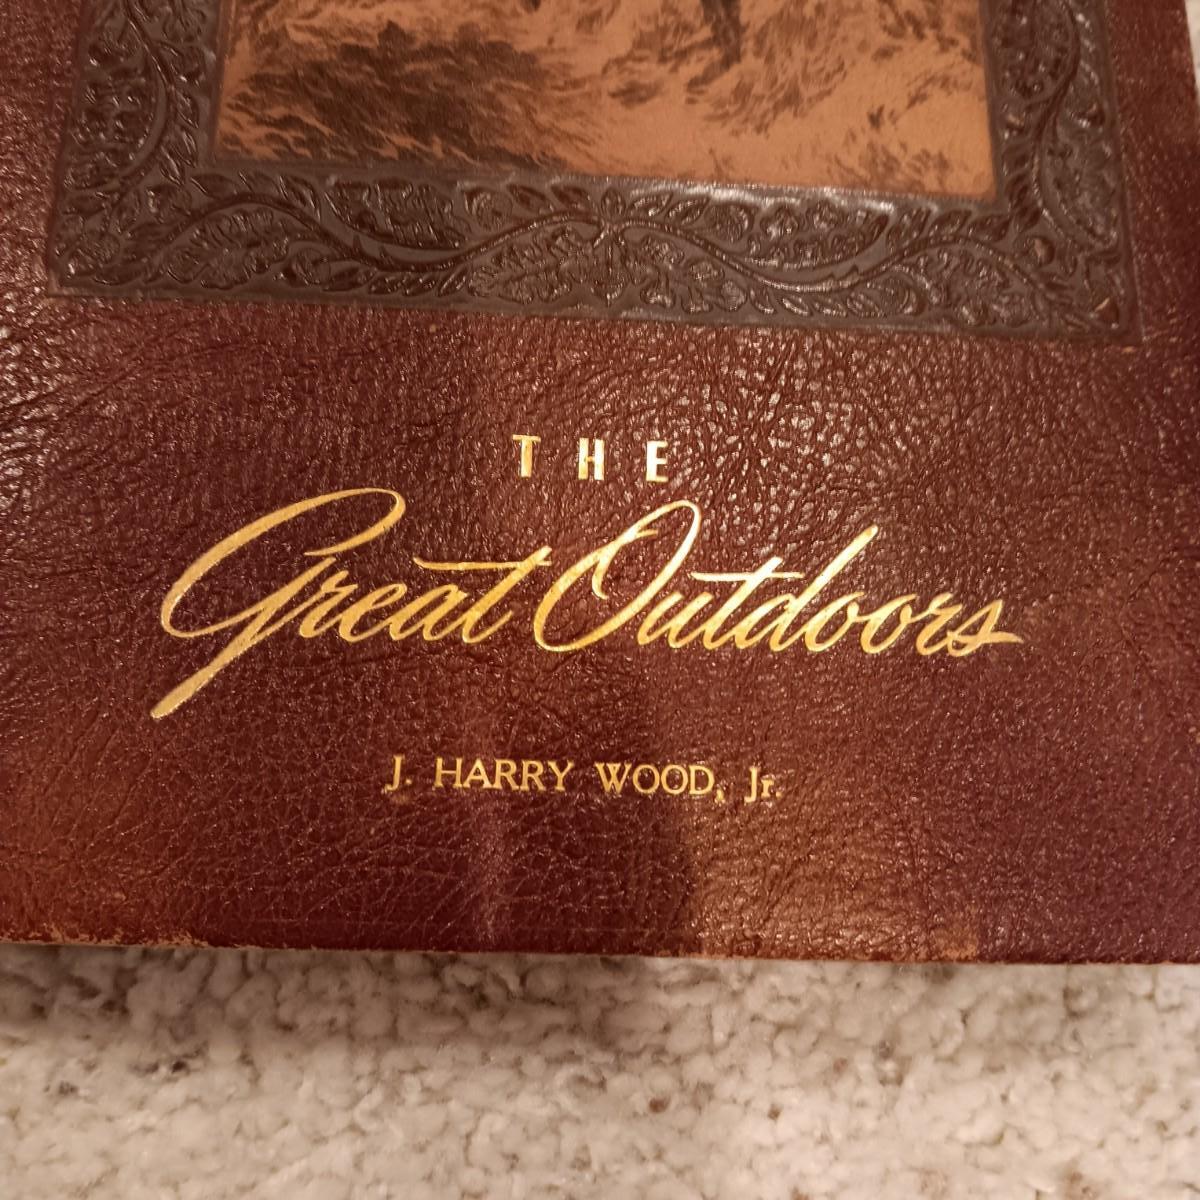 THE
Great Outdoors
J. HARRY WOOD, Jr.